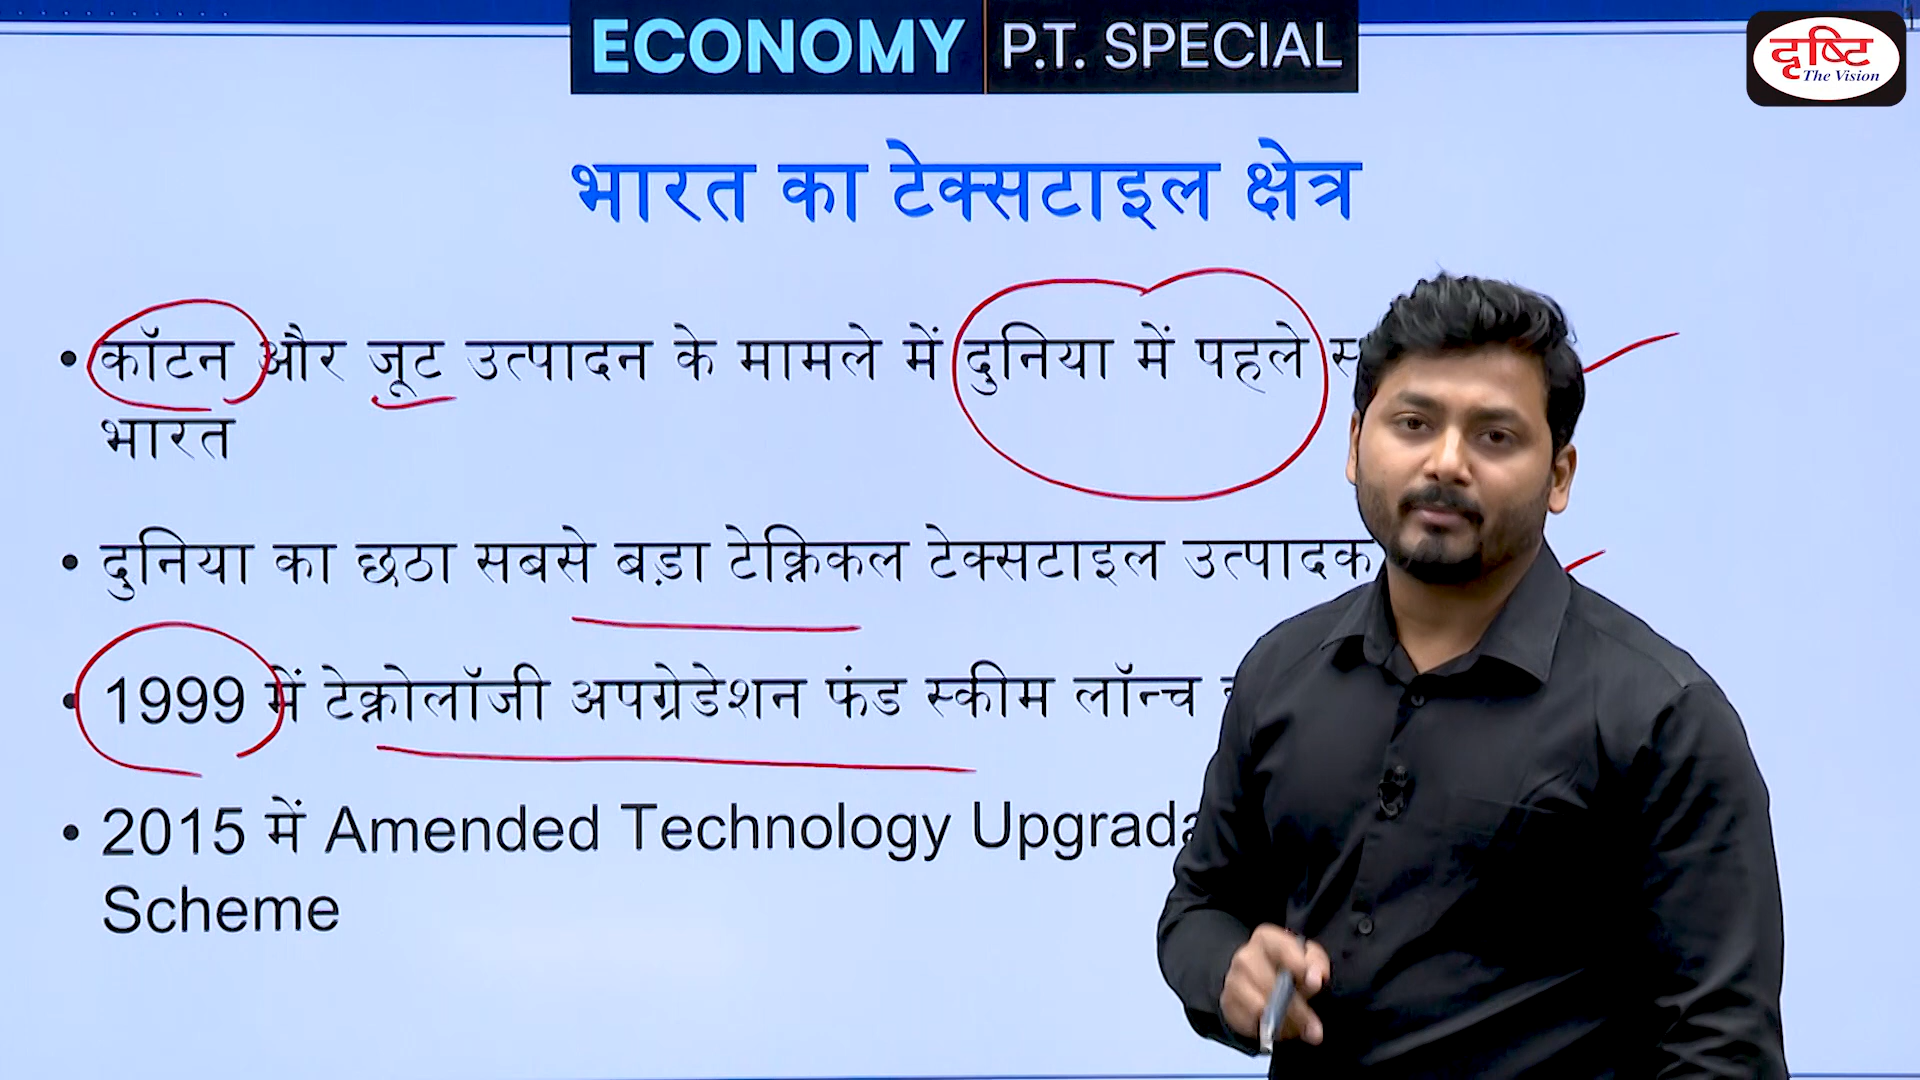 ECONOMY P.T. SPECIAL
दृष्टि
The Vision
भारत का टेक्सटाइल क्षेत्र
• कॉटन और जूट उत्पादन के मामले में दुनिया में पहले
भारत
• दुनिया का छठा सबसे बड़ा टेक्निकल टेक्सटाइल उत्पादक
• 1999 में टेक्नोलॉजी अपग्रेडेशन फंड स्कीम लॉन्च
• 2015 में Amended Technology
Scheme